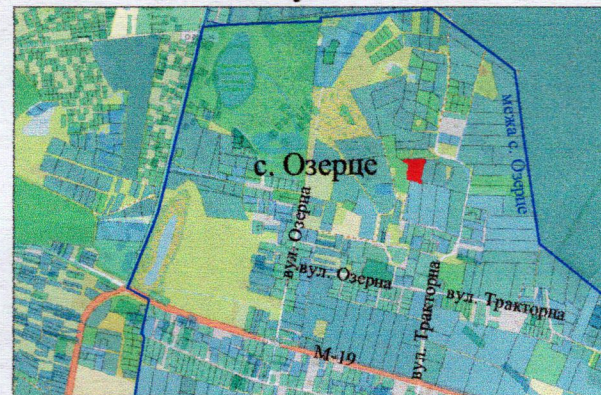 с. Озерце
межа с. Озерце
вул. Озерна
вул. Озерна
вул. Тракторна
вул. Тракторна
М-19